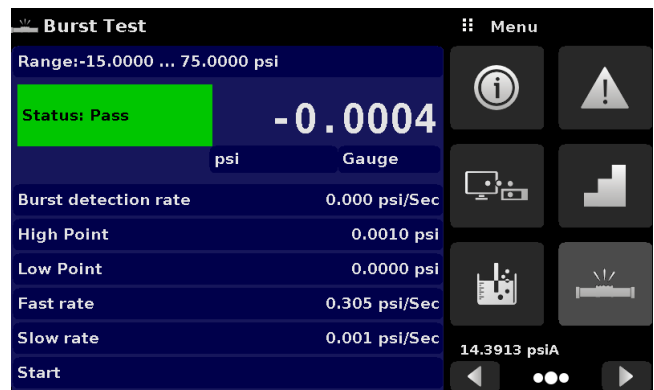 Burst Test
Range:-15.0000 ... 75.0000 psi
Status: Pass
-0.0004
psi Gauge
Burst detection rate 0.000 psi/Sec
High Point 0.0010 psi
Low Point 0.0000 psi
Fast rate 0.305 psi/Sec
Slow rate 0.001 psi/Sec
Start
Menu
14.3913 psiA